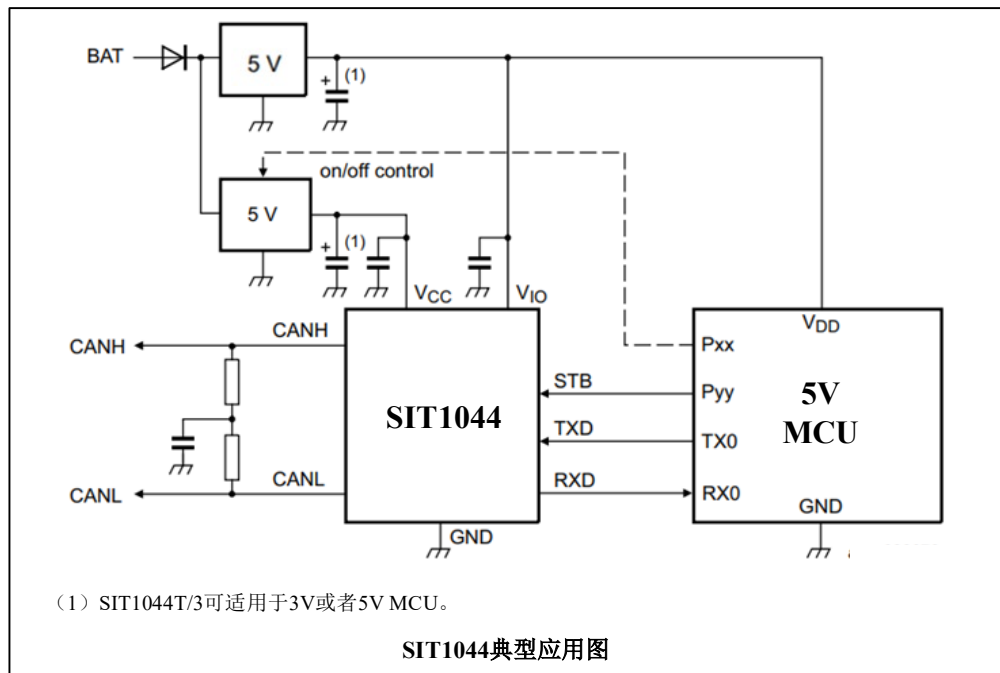 BAT
5 V
+ (1)
on/off control
5 V
+ (1)
VCC
VIO
CANH
CANH
CANL
CANL
SIT1044
GND
STB
TXD
RXD
VDD
Pxx
Pyy
TX0
RX0
5V
MCU
GND
（1）SIT1044T/3可适用于3V或者5V MCU。
SIT1044典型应用图